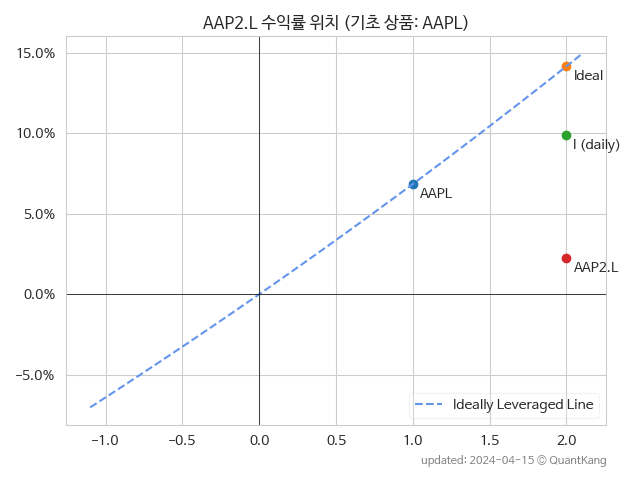 AAP2.L 수익률 위치 (기초 상품: AAPL)
15.0%
10.0%
5.0%
0.0%
−5.0%
Ideal
I (daily)
AAPL
AAP2.L
Ideally Leveraged Line
−1.0 −0.5 0.0 0.5 1.0 1.5 2.0
updated: 2024-04-15 © QuantKang